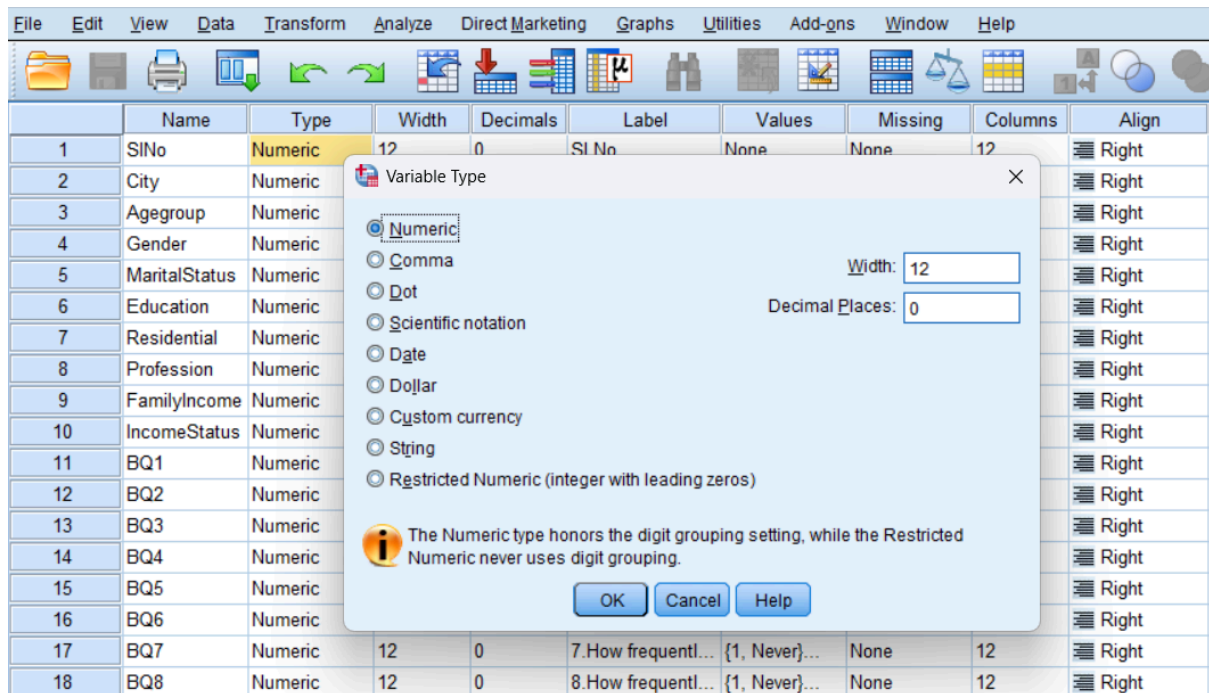 File Edit View Data Transform Analyze Direct Marketing Graphs Utilities Add-ons Window Help
Name Type Width Decimals Label Values Missing Columns Align
1 SlNo Numeric 12 0 SI No None None 12 Right
2 City Numeric Right
3 Agegroup Numeric Right
4 Gender Numeric Right
5 MaritalStatus Numeric Right
6 Education Numeric Right
7 Residential Numeric Right
8 Profession Numeric Right
9 FamilyIncome Numeric Right
10 IncomeStatus Numeric Right
11 BQ1 Numeric Right
12 BQ2 Numeric Right
13 BQ3 Numeric Right
14 BQ4 Numeric Right
15 BQ5 Numeric Right
16 BQ6 Numeric Right
17 BQ7 Numeric 12 0 7.How frequentl... {1, Never}... None 12 Right
18 BQ8 Numeric 12 0 8.How frequentl... {1, Never}... None 12 Right
Variable Type
Numeric
Comma
Width: 12
Dot
Decimal Places: 0
Scientific notation
Date
Dollar
Custom currency
String
Restricted Numeric (integer with leading zeros)
The Numeric type honors the digit grouping setting, while the Restricted
Numeric never uses digit grouping.
OK Cancel Help